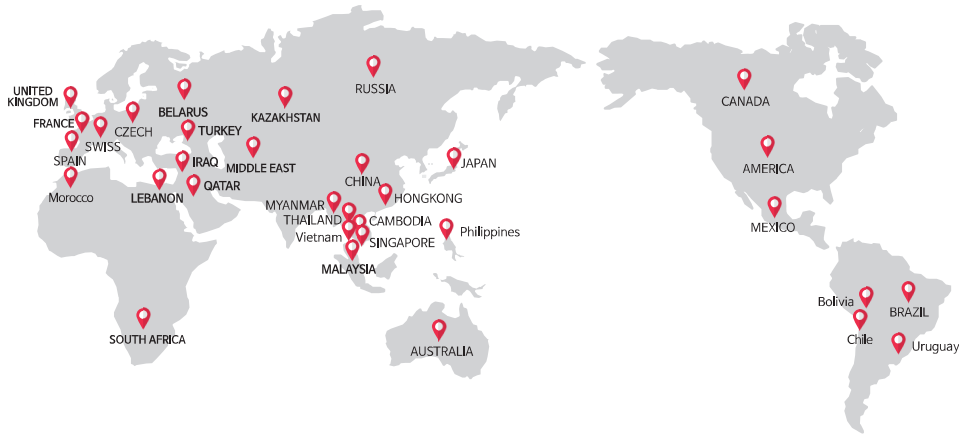 UNITED
KINGDOM
FRANCE
SPAIN
SWISS
CZECH
BELARUS
TURKEY
KAZAKHSTAN
RUSSIA
Morocco
LEBANON
IRAQ
QATAR
MIDDLE EAST
CHINA
JAPAN
HONGKONG
MYANMAR
THAILAND
CAMBODIA
Vietnam
SINGAPORE
Philippines
MALAYSIA
SOUTH AFRICA
AUSTRALIA
CANADA
AMERICA
MEXICO
Bolivia
BRAZIL
Chile
Uruguay